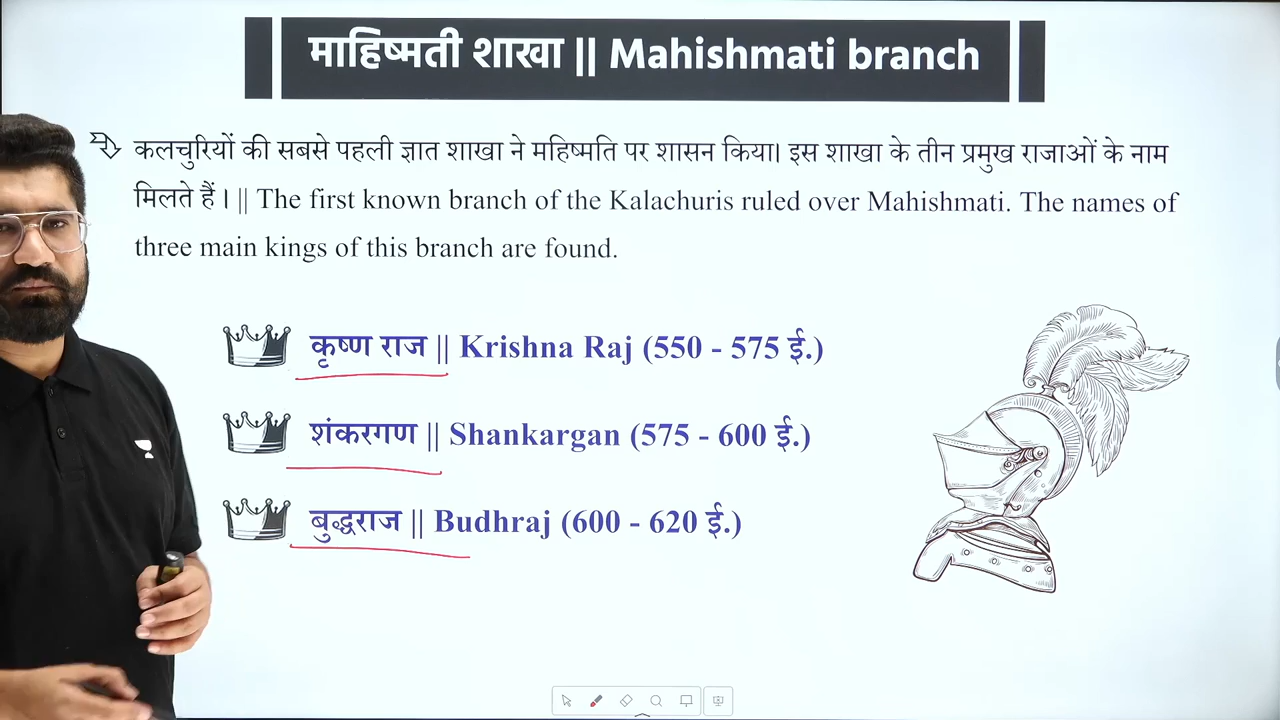 माहिष्मती शाखा || Mahishmati branch
कलचुरियों की सबसे पहली ज्ञात शाखा ने महिष्मति पर शासन किया। इस शाखा के तीन प्रमुख राजाओं के नाम
मिलते हैं । || The first known branch of the Kalachuris ruled over Mahishmati. The names of
three main kings of this branch are found.
कृष्ण राज || Krishna Raj (550 - 575 ई.)
शंकरगण || Shankargan (575 - 600 ई.)
बुद्धराज || Budhraj (600 - 620 ई.)